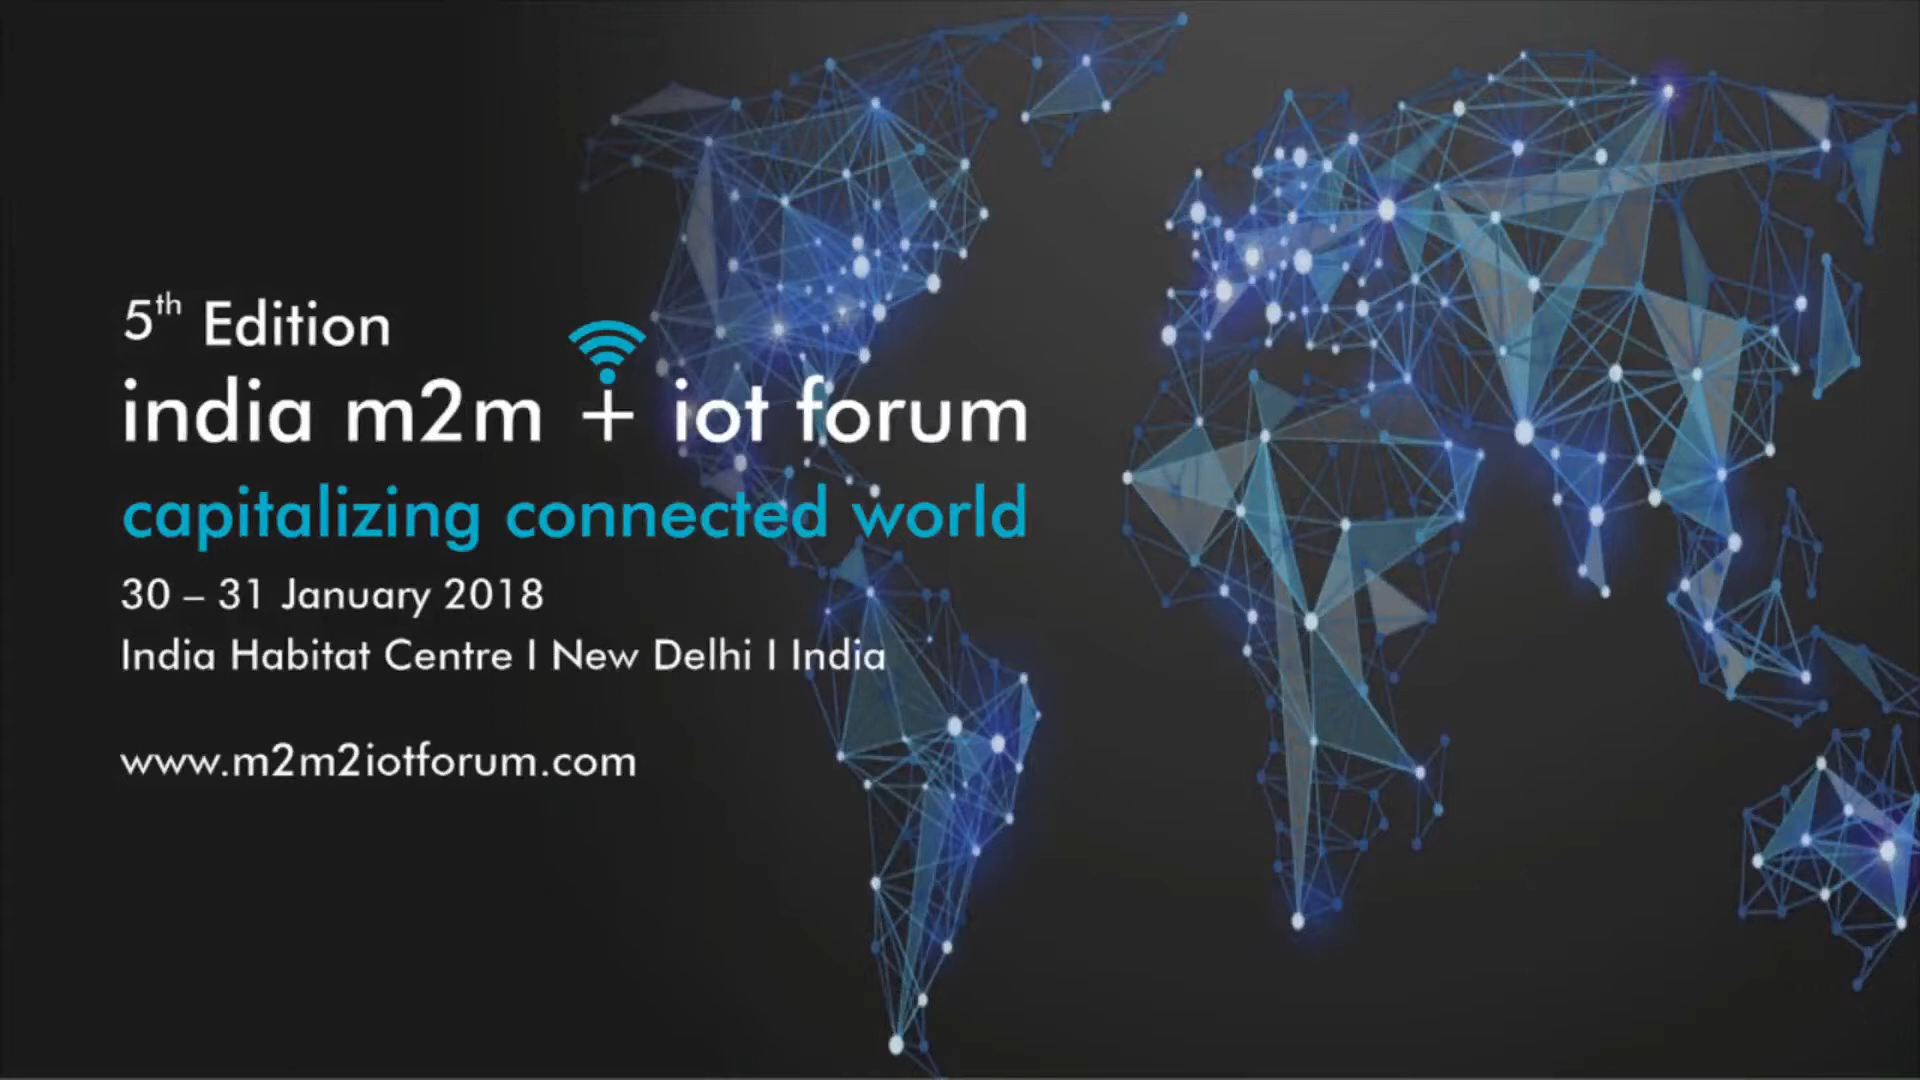 5th Edition
india m2m + iot forum
capitalizing connected world
30 – 31 January 2018
India Habitat Centre I New Delhi I India
www.m2m2iotforum.com